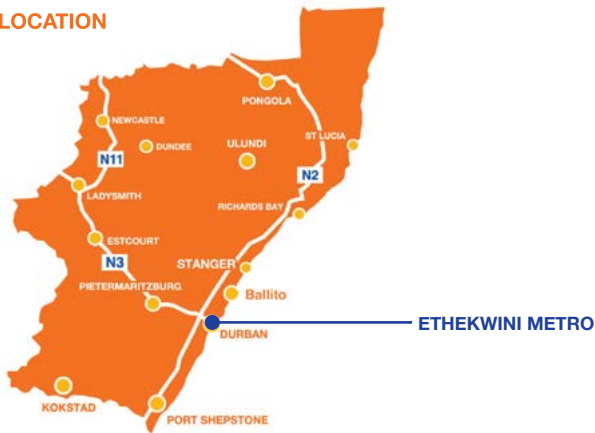 LOCATION
PONGOLA
NEWCASTLE
ST LUCIA
DUNDEE
ULUNDI
N11
N2
LADYSMITH
RICHARDS BAY
ESTCOURT
N3
STANGER
PIETERMARITZBURG
Ballito
ETHEKWINI METRO
DURBAN
KOKSTAD
PORT SHEPSTONE